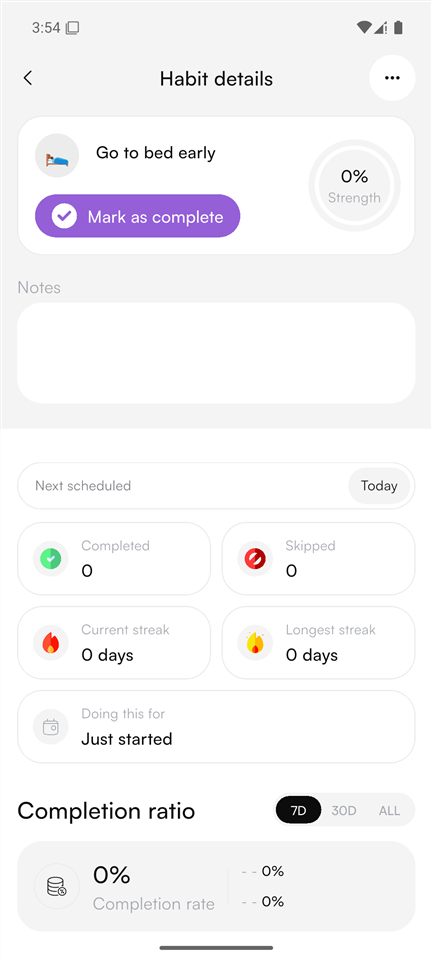 3:54
Habit details
Go to bed early
Mark as complete
0%
Strength
Notes
Next scheduled
Today
Completed
0
Skipped
0
Current streak
0 days
Longest streak
0 days
Doing this for
Just started
Completion ratio
7D 30D ALL
0%
Completion rate
- - 0%
- - 0%